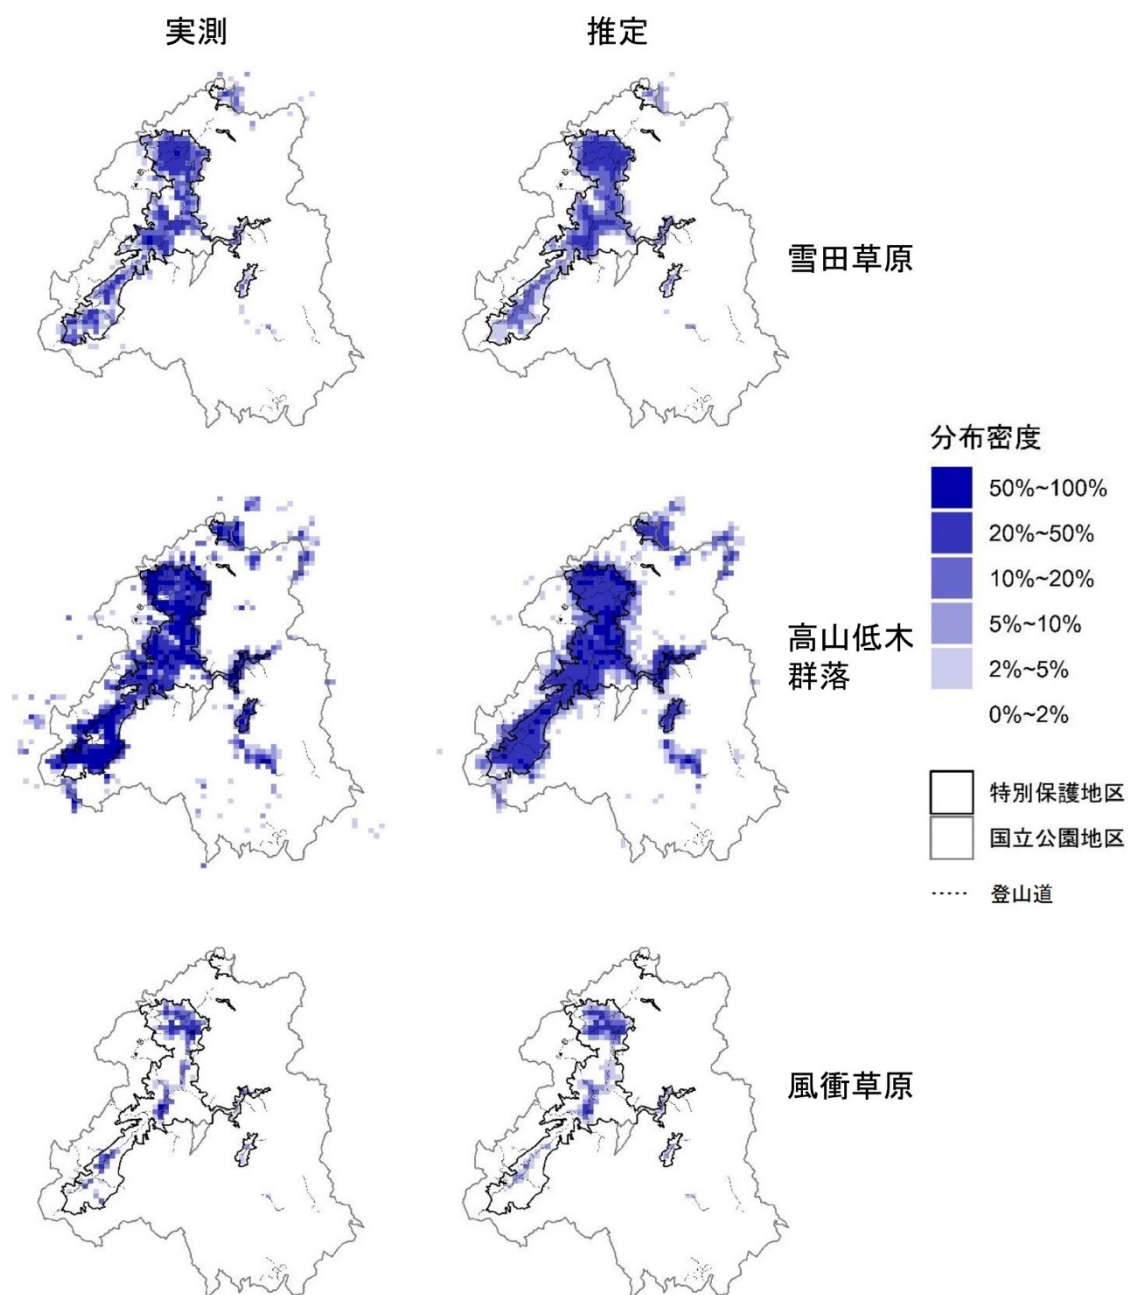 実測
推定
雪田草原
分布密度
50%~100%
20%~50%
10%~20%
5%~10%
2%~5%
0%~2%
高山低木
群落
特別保護地区
国立公園地区
登山道
風衝草原